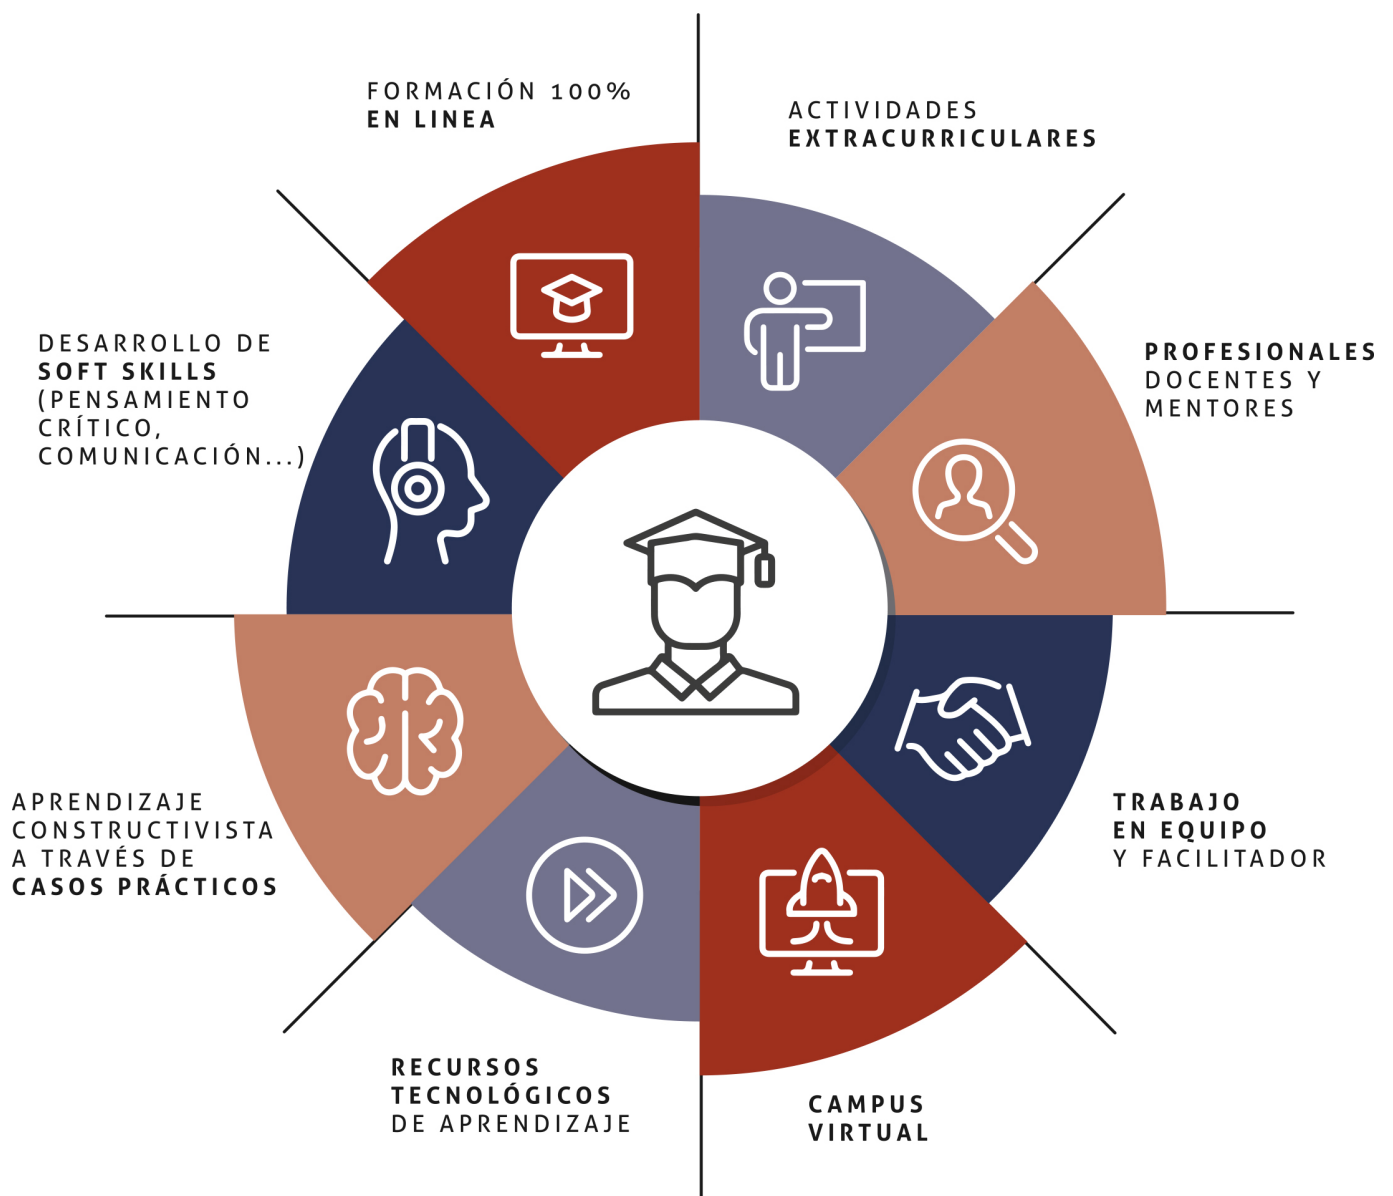 FORMACIÓN 100%
EN LINEA
ACTIVIDADES
EXTRACURRICULARES
PROFESIONALES
DOCENTES Y
MENTORES
TRABAJO
EN EQUIPO
Y FACILITADOR
CAMPUS
VIRTUAL
RECURSOS
TECNOLÓGICOS
DE APRENDIZAJE
APRENDIZAJE
CONSTRUCTIVISTA
A TRAVÉS DE
CASOS PRÁCTICOS
DESARROLLO DE
SOFT SKILLS
(PENSAMIENTO
CRÍTICO,
COMUNICACIÓN...)